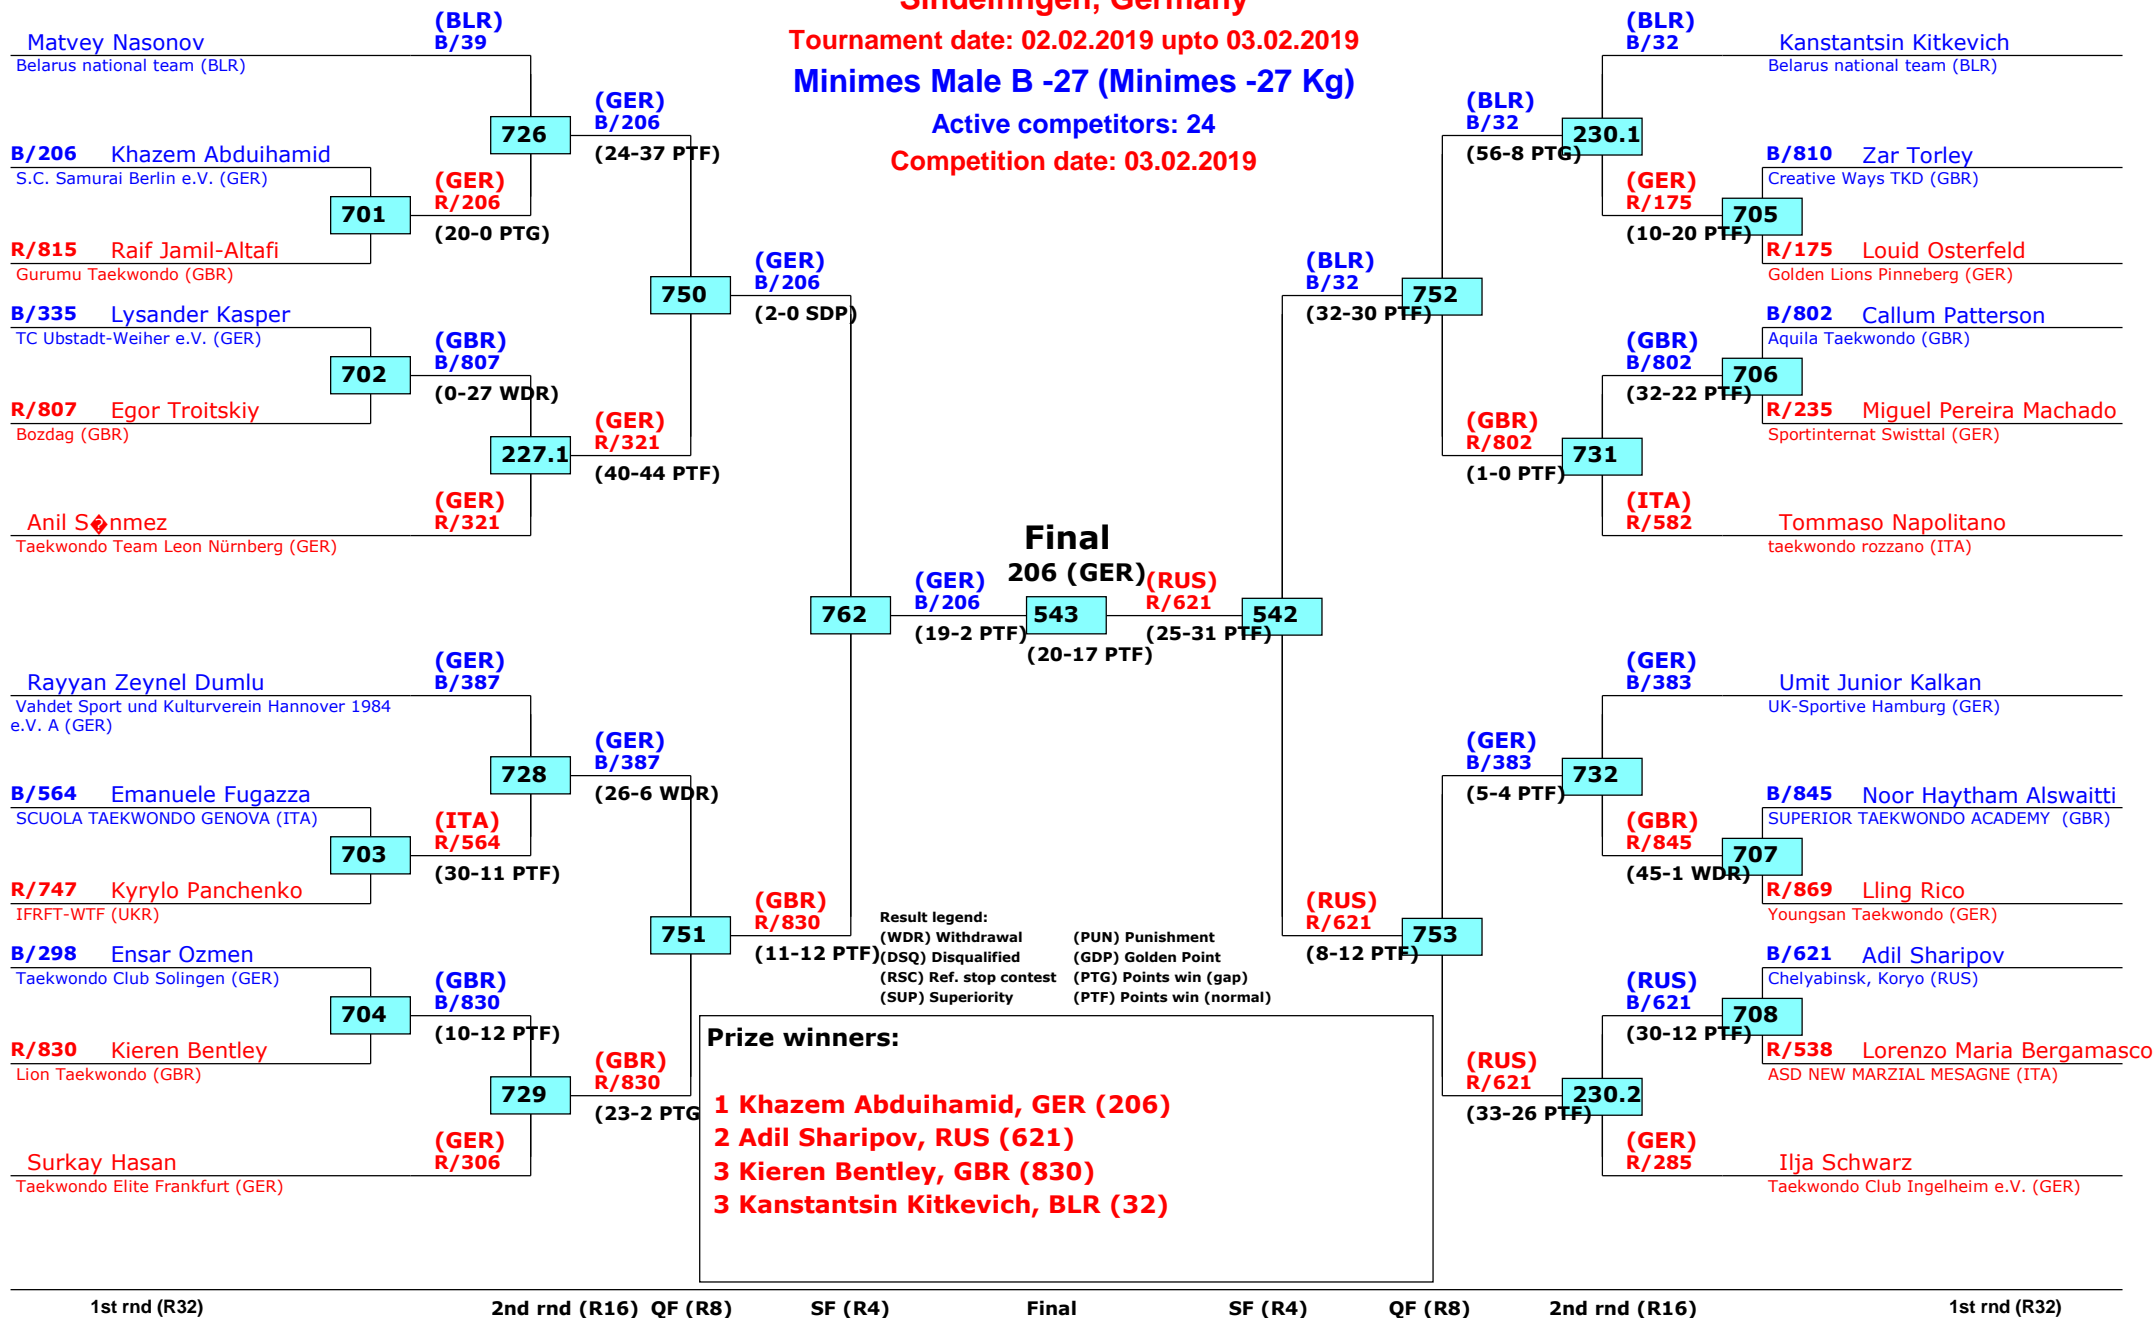 Sindelfingen, Germany
Tournament date: 02.02.2019 upto 03.02.2019
Minimes Male B -27 (Minimes -27 Kg)
Active competitors: 24
Competition date: 03.02.2019
Matvey Nasonov
Belarus national team (BLR)
(BLR)
B/39
B/206 Khazem Abduihamid
S.C. Samurai Berlin e.V. (GER)
701
R/815 Raif Jamil-Altafi
Gurumu Taekwondo (GBR)
(GER)
R/206
(20-0 PTG)
726
(GER)
B/206
(24-37 PTF)
B/335 Lysander Kasper
TC Ubstadt-Weiher e.V. (GER)
702
R/807 Egor Troitskiy
Bozdag (GBR)
(GBR)
B/807
(0-27 WDR)
227.1
(GER)
R/321
(40-44 PTF)
Anil S�nmez
Taekwondo Team Leon Nürnberg (GER)
(GER)
R/321
750
(GER)
B/206
(2-0 SDP)
Rayyan Zeynel Dumlu
Vahdet Sport und Kulturverein Hannover 1984
e.V. A (GER)
(GER)
B/387
B/564 Emanuele Fugazza
SCUOLA TAEKWONDO GENOVA (ITA)
703
R/747 Kyrylo Panchenko
IFRFT-WTF (UKR)
(ITA)
R/564
(30-11 PTF)
728
(GER)
B/387
(26-6 WDR)
B/298 Ensar Ozmen
Taekwondo Club Solingen (GER)
704
R/830 Kieren Bentley
Lion Taekwondo (GBR)
(GBR)
B/830
(10-12 PTF)
729
(GBR)
R/830
(23-2 PTG
Surkay Hasan
Taekwondo Elite Frankfurt (GER)
(GER)
R/306
751
(GBR)
R/830
(11-12 PTF)
762
(GER)
B/206
(19-2 PTF)
Final
206 (GER)
543
(20-17 PTF)
(RUS)
R/621
(25-31 PTF)
542
(BLR)
B/32
(32-30 PTF)
752
(BLR)
B/32
(56-8 PTG)
230.1
(BLR)
B/32
Kanstantsin Kitkevich
Belarus national team (BLR)
B/810 Zar Torley
Creative Ways TKD (GBR)
(GER)
R/175
(10-20 PTF)
705
R/175 Louid Osterfeld
Golden Lions Pinneberg (GER)
B/802 Callum Patterson
Aquila Taekwondo (GBR)
(GBR)
B/802
(32-22 PTF)
706
R/235 Miguel Pereira Machado
Sportinternat Swisttal (GER)
(GBR)
R/802
(1-0 PTF)
731
(ITA)
R/582
Tommaso Napolitano
taekwondo rozzano (ITA)
(GER)
B/383
Umit Junior Kalkan
UK-Sportive Hamburg (GER)
(GER)
B/383
(5-4 PTF)
732
B/845 Noor Haytham Alswaitti
SUPERIOR TAEKWONDO ACADEMY (GBR)
(GBR)
R/845
(45-1 WDR)
707
R/869 Lling Rico
Youngsan Taekwondo (GER)
(RUS)
R/621
(8-12 PTF)
753
B/621 Adil Sharipov
Chelyabinsk, Koryo (RUS)
(RUS)
B/621
(30-12 PTF)
708
R/538 Lorenzo Maria Bergamasco
ASD NEW MARZIAL MESAGNE (ITA)
(RUS)
R/621
(33-26 PTF)
230.2
(GER)
R/285
Ilja Schwarz
Taekwondo Club Ingelheim e.V. (GER)
Result legend:
(WDR) Withdrawal (PUN) Punishment
(DSQ) Disqualified (GDP) Golden Point
(RSC) Ref. stop contest (PTG) Points win (gap)
(SUP) Superiority (PTF) Points win (normal)
Prize winners:
1 Khazem Abduihamid, GER (206)
2 Adil Sharipov, RUS (621)
3 Kieren Bentley, GBR (830)
3 Kanstantsin Kitkevich, BLR (32)
1st rnd (R32) 2nd rnd (R16) QF (R8) SF (R4) Final SF (R4) QF (R8) 2nd rnd (R16) 1st rnd (R32)